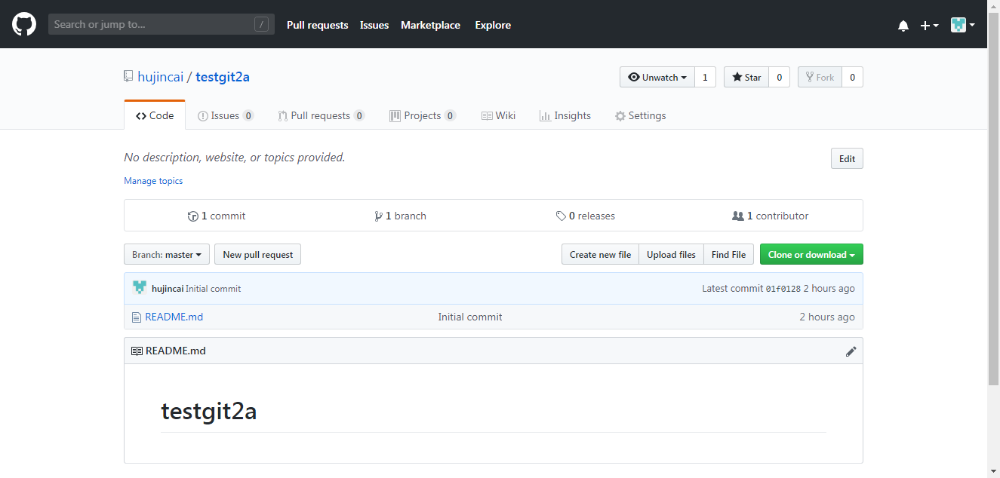 Search or jump to... / Pull requests Issues Marketplace Explore
hujincai / testgit2a Unwatch 1 Star 0 Fork 0
Code Issues 0 Pull requests 0 Projects 0 Wiki Insights Settings
No description, website, or topics provided. Edit
Manage topics
1 commit 1 branch 0 releases 1 contributor
Branch: master New pull request Create new file Upload files Find File Clone or download
hujincai Initial commit Latest commit 01f0128 2 hours ago
README.md Initial commit 2 hours ago
README.md
testgit2a